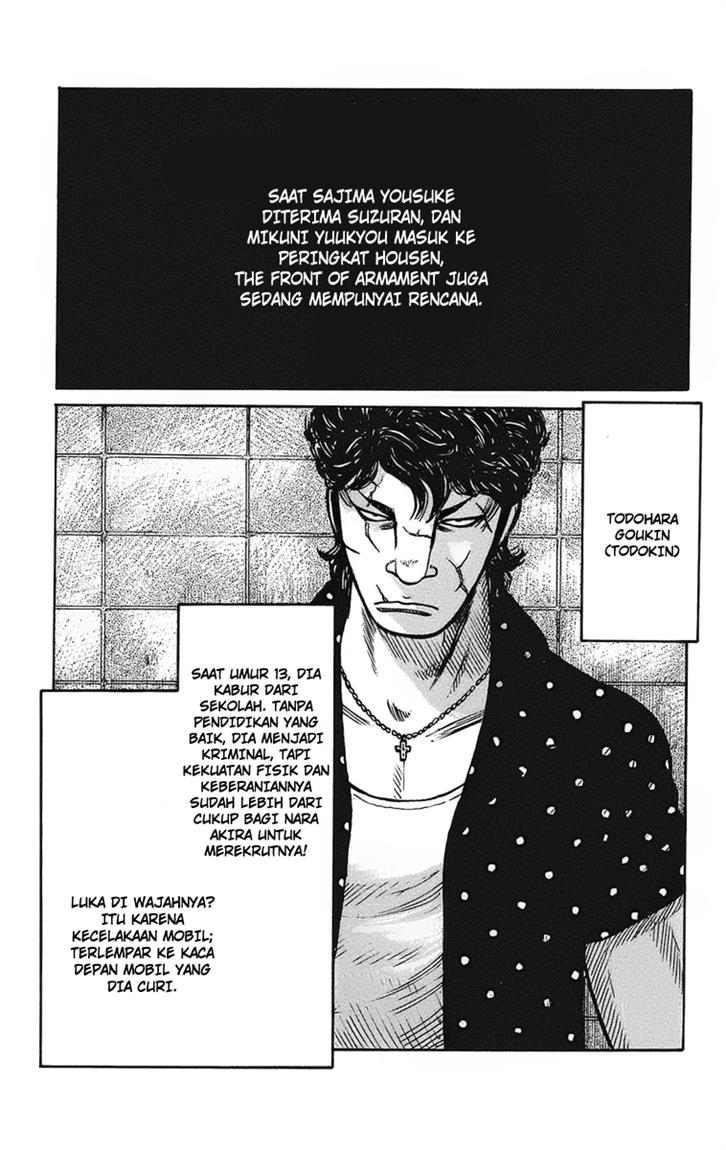 SAAT SAJIMA YOUSUKE
DITERIMA SUZURAN, DAN
MIKUNI YUUKYOU MASUK KE
PERINGKAT HOUSEN,
THE FRONT OF ARMAMENT JUGA
SEDANG MEMPUNYAI RENCANA.
TODOHARA
GOUKIN
(TODOKIN)
SAAT UMUR 13, DIA
KABUR DARI
SEKOLAH. TANPA
PENDIDIKAN YANG
BAIK, DIA MENJADI
KRIMINAL, TAPI
KEKUATAN FISIK DAN
KEBERANIANNYA
SUDAH LEBIH DARI
CUKUP BAGI NARA
AKIRA UNTUK
MEREKRUTNYA!
LUKA DI WAJAHNYA?
ITU KARENA
KECELAKAAN MOBIL;
TERLEMPAR KE KACA
DEPAN MOBIL YANG
DIA CURI.